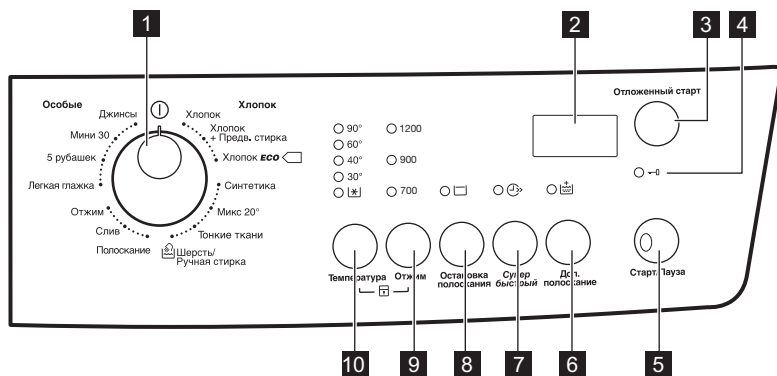 1
2
3
4
Особые
Хлопок
Отложенный старт
Джинсы
Мини 30
5 рубашек
Легкая глажка
Отжим
Слив
Полоскание
Хлопок
Хлопок
+ Предв. стирка
Хлопок ECO
Синтетика
Микс 20°
Тонкие ткани
Шерсть/
Ручная стирка
90°
60°
40°
30°
1200
900
700
Температура
Отжим
Остановка
полоскания
Супер
быстрый
Доп.
полоскание
Старт/Пауза
10
9
8
7
6
5